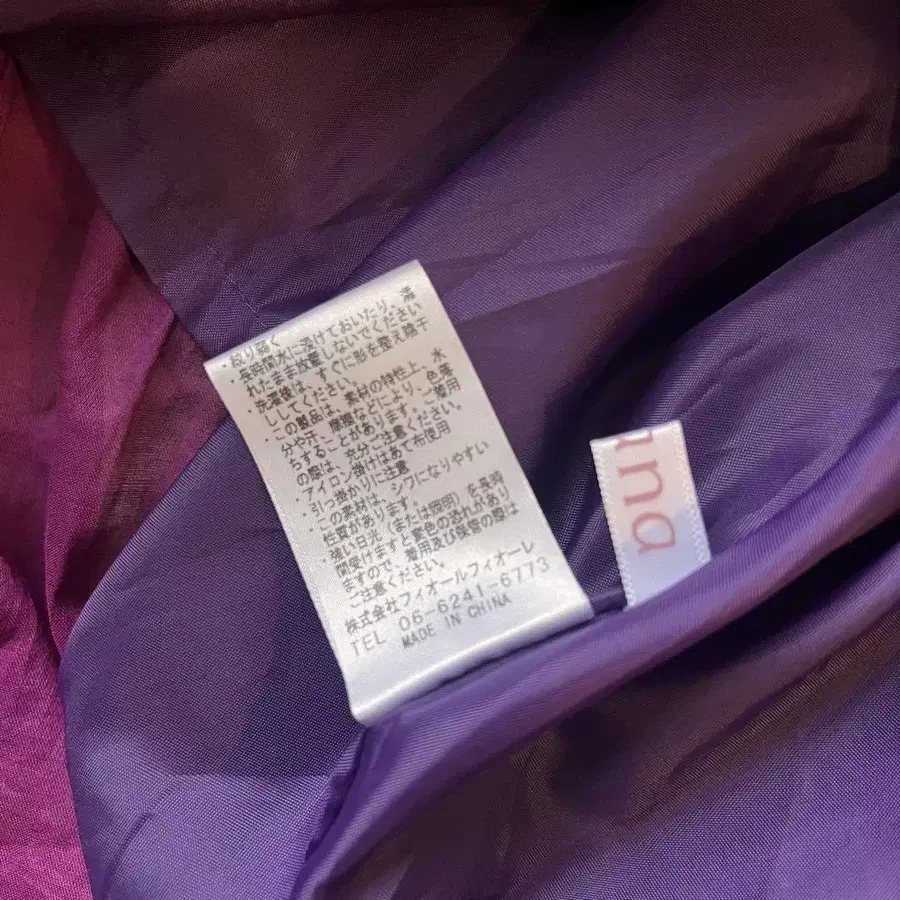 ・絞り弱く
・長時間水に漬けておいたり、濡
れたまま放置しないでください
・洗濯後は、すぐに形を整え陰干
ししてください。
・この製品は、素材の特性上、水
分や汗、摩擦などにより、色落
ちすることがあります。ご着用
の際は、充分ご注意ください。
アイロン掛けはあて布使用
引っ掛かりに注意
この素材は、シワになりやすい
性質があります。
強い日光(または照明)を長時
間受けますと変色の恐れがあり
ますので、着用及び保管の際は
ご注意ください。
株式会社フィオールフィオーレ
TEL 06-6241-6773
MADE IN CHINA
una